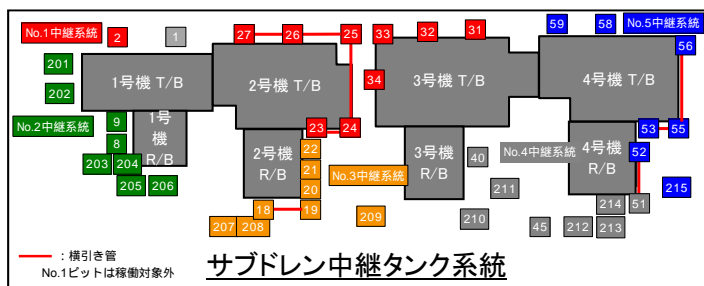 No.1中継系統
2
1
27
26
25
33
32
31
59
58
No.5中継系統
56
201
202
1号機 T/B
2号機 T/B
34
3号機 T/B
4号機 T/B
No.2中継系統
9
8
1号
機
R/B
23
24
53
55
203
204
205
206
2号機
R/B
22
21
20
No.3中継系統
3号機
R/B
40
No.4中継系統
211
4号機
R/B
52
215
18
19
207
208
209
210
45
212
214
213
51
:横引き管
No.1ピットは稼働対象外
サブドレン中継タンク系統